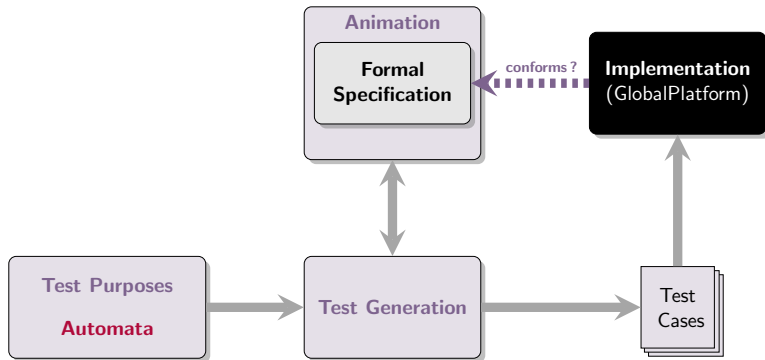 Animation
Formal
Specification
conforms ?
Implementation
(GlobalPlatform)
Test Purposes
Automata
Test Generation
Test
Cases